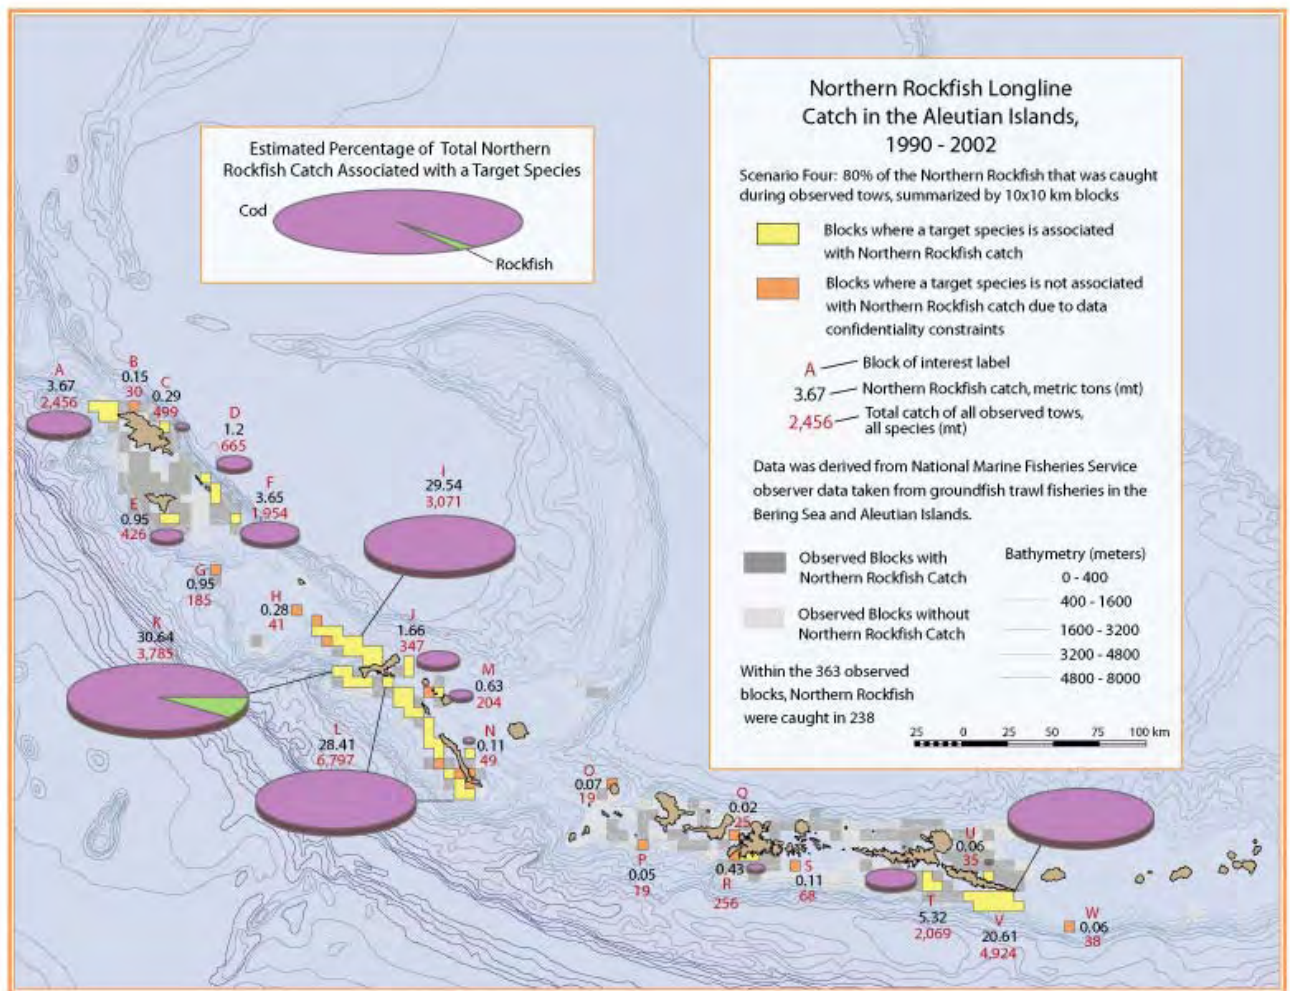 Northern Rockfish Longline
Catch in the Aleutian Islands,
1990 - 2002
Scenario Four: 80% of the Northern Rockfish that was caught
during observed tows, summarized by 10x10 km blocks
Blocks where a target species is associated
with Northern Rockfish catch
Blocks where a target species is not associated
with Northern Rockfish catch due to data
confidentiality constraints
A
Block of interest label
3.67
Northern Rockfish catch, metric tons (mt)
2,456
Total catch of all observed tows,
all species (mt)
Data was derived from National Marine Fisheries Service
observer data taken from groundfish trawl fisheries in the
Bering Sea and Aleutian Islands.
Observed Blocks with
Northern Rockfish Catch
Observed Blocks without
Northern Rockfish Catch
Bathymetry (meters)
0 - 400
400 - 1600
1600 - 3200
3200 - 4800
4800 - 8000
Within the 363 observed
blocks, Northern Rockfish
were caught in 238
25 0 25 50 75 100 km
Estimated Percentage of Total Northern
Rockfish Catch Associated with a Target Species
Cod
Rockfish
A
3.67
2,456
B
0.15
30
C
0.29
499
D
1.2
665
E
0.95
426
F
3.65
1,954
G
0.95
185
H
0.28
41
I
29.54
3,071
J
1.66
347
K
30.64
3,785
L
28.41
6,797
M
0.63
204
N
0.11
49
O
0.07
19
P
0.05
19
Q
0.02
25
0.43
R
256
S
0.11
68
T
5.32
2,069
U
0.06
35
V
20.61
4,924
W
0.06
38